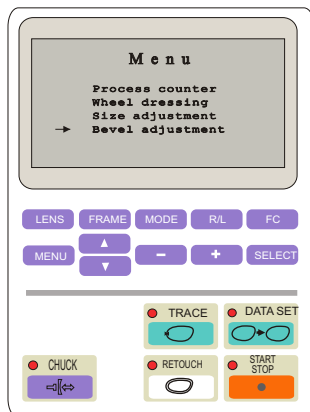 Menu
Process counter
Wheel dressing
Size adjustment
→ Bevel adjustment
LENS FRAME MODE R/L FC
MENU ▲ ▼ − + SELECT
TRACE DATA SET
CHUCK RETOUCH START
STOP